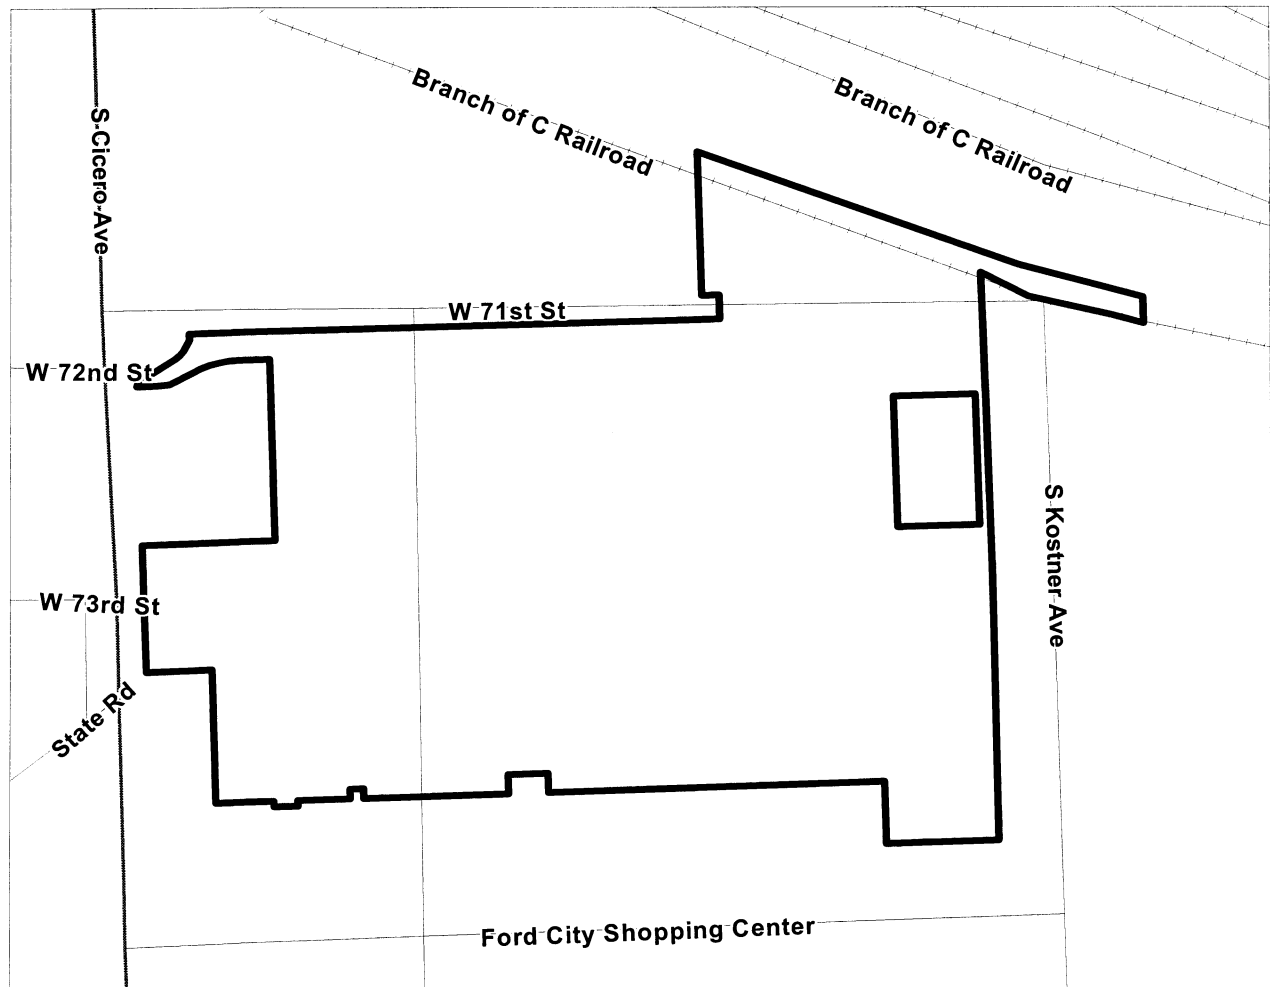 Branch of C Railroad
Branch of C Railroad
S Cicero Ave
W 71st St
W 72nd St
S Kostner Ave
W 73rd St
State Rd
Ford City Shopping Center